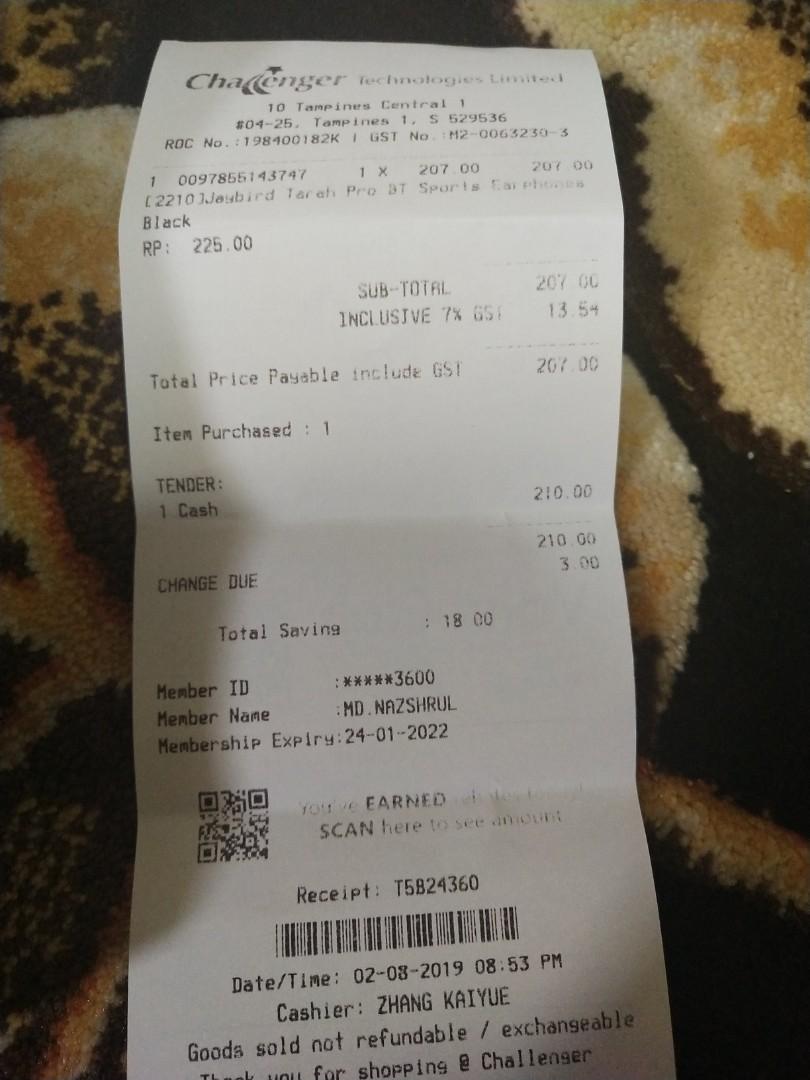 Challenger Technologies Limited
10 Tampines Central 1
#04-25, Tampines 1, S 529536
ROC No.:198400182K | GST No.:M2-0063230-3
1 0097855143747 1 X 207.00 207.00
[2210]Jaybird Tarah Pro BT Sports Earphones
Black
RP: 225.00
SUB-TOTAL 207.00
INCLUSIVE 7% GST 13.54
Total Price Payable include GST 207.00
Item Purchased : 1
TENDER:
1 Cash 210.00
210.00
CHANGE DUE 3.00
Total Saving : 18.00
Member ID :*****3600
Member Name :MD.NAZSHRUL
Membership Expiry:24-01-2022
You've EARNED
SCAN here to see amount
Receipt: T5B24360
Date/Time: 02-08-2019 08:53 PM
Cashier: ZHANG KAIYUE
Goods sold not refundable / exchangeable
Thank you for shopping @ Challenger